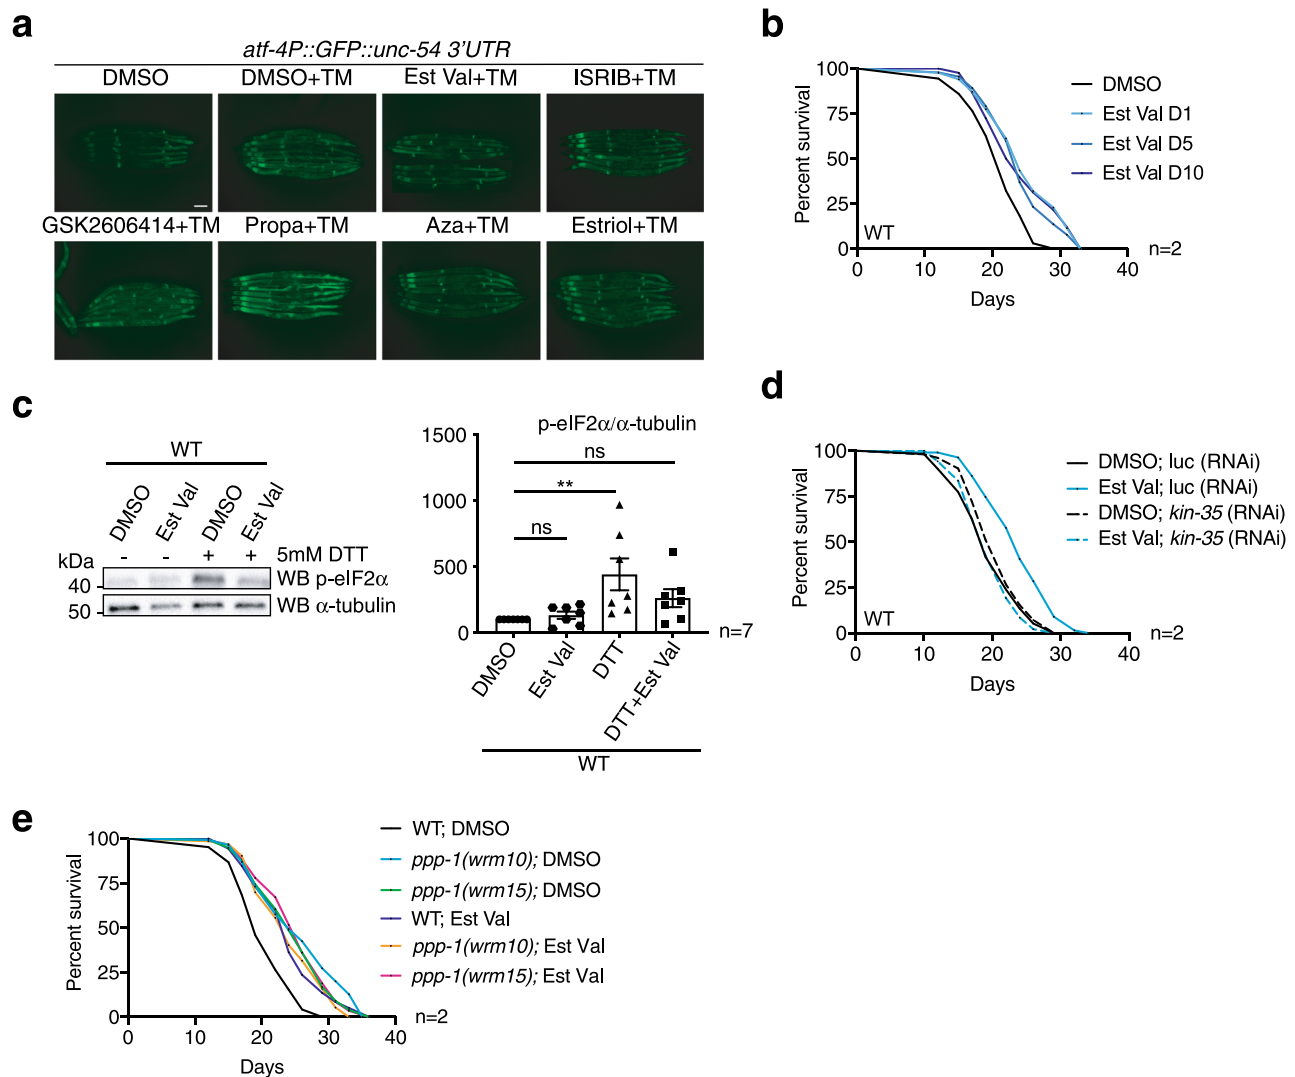 a
atf-4P::GFP::unc-54 3'UTR
DMSO DMSO+TM Est Val+TM ISRIB+TM
GSK2606414+TM Propa+TM Aza+TM Estriol+TM
b
Percent survival
100
75
50
25
0
WT
0 10 20 30 40
Days
n=2
DMSO
Est Val D1
Est Val D5
Est Val D10
c
WT
DMSO Est Val DMSO Est Val
kDa - - + + 5mM DTT
40 WB p-eIF2α
50 WB α-tubulin
p-eIF2α/α-tubulin
1500
1000
500
0
ns
**
ns
n=7
DMSO Est Val DTT DTT+Est Val
WT
d
Percent survival
100
75
50
25
0
WT
0 10 20 30 40
Days
n=2
DMSO; luc (RNAi)
Est Val; luc (RNAi)
DMSO; kin-35 (RNAi)
Est Val; kin-35 (RNAi)
e
Percent survival
100
75
50
25
0
0 10 20 30 40
Days
n=2
WT; DMSO
ppp-1(wrm10); DMSO
ppp-1(wrm15); DMSO
WT; Est Val
ppp-1(wrm10); Est Val
ppp-1(wrm15); Est Val